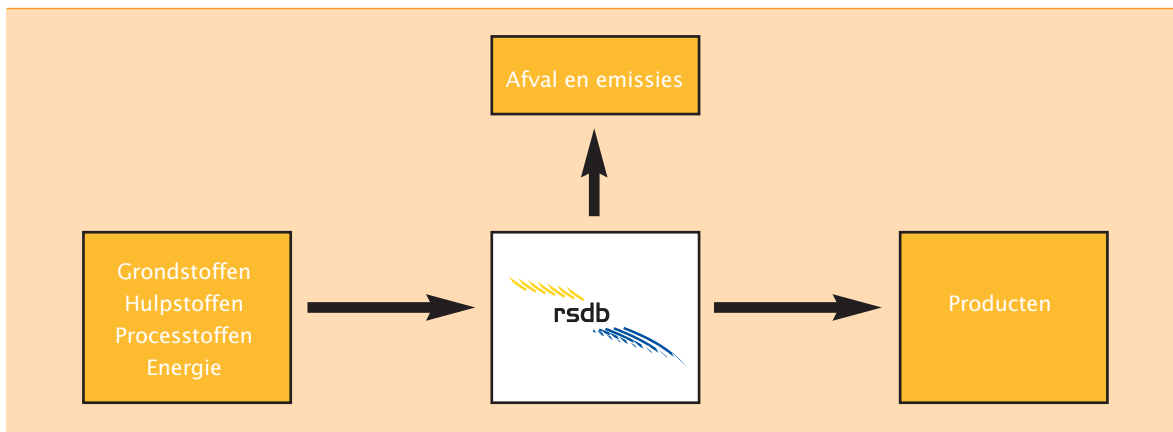 Afval en emissies
Grondstoffen
Hulpstoffen
Processtoffen
Energie
rsdb
Producten